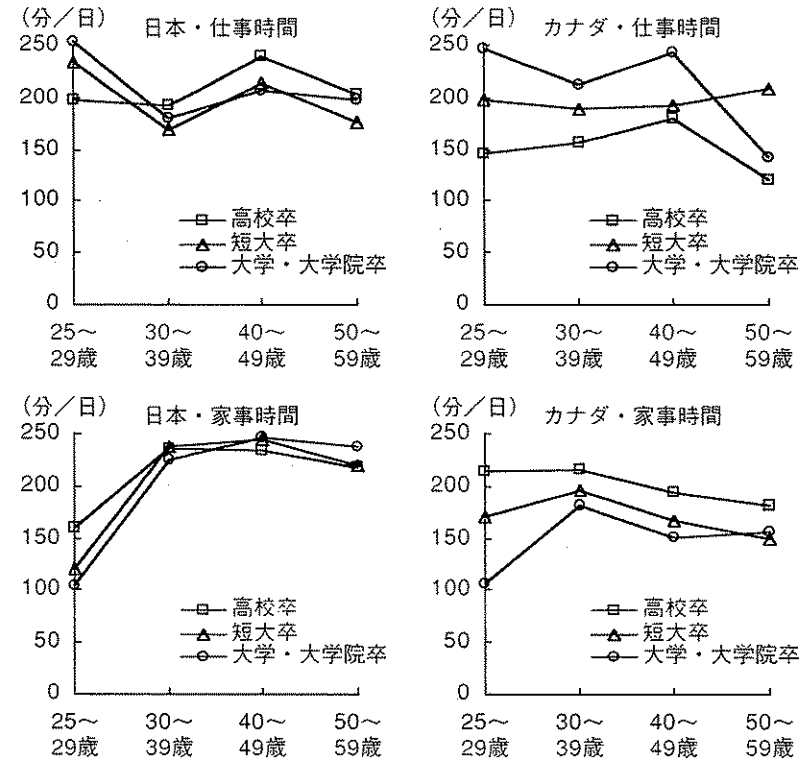 (分／日)
日本・仕事時間
250
200
150
100
50
0
高校卒
短大卒
大学・大学院卒
25～
29歳
30～
39歳
40～
49歳
50～
59歳
(分／日)
カナダ・仕事時間
250
200
150
100
50
0
高校卒
短大卒
大学・大学院卒
25～
29歳
30～
39歳
40～
49歳
50～
59歳
(分／日)
日本・家事時間
250
200
150
100
50
0
高校卒
短大卒
大学・大学院卒
25～
29歳
30～
39歳
40～
49歳
50～
59歳
(分／日)
カナダ・家事時間
250
200
150
100
50
0
高校卒
短大卒
大学・大学院卒
25～
29歳
30～
39歳
40～
49歳
50～
59歳